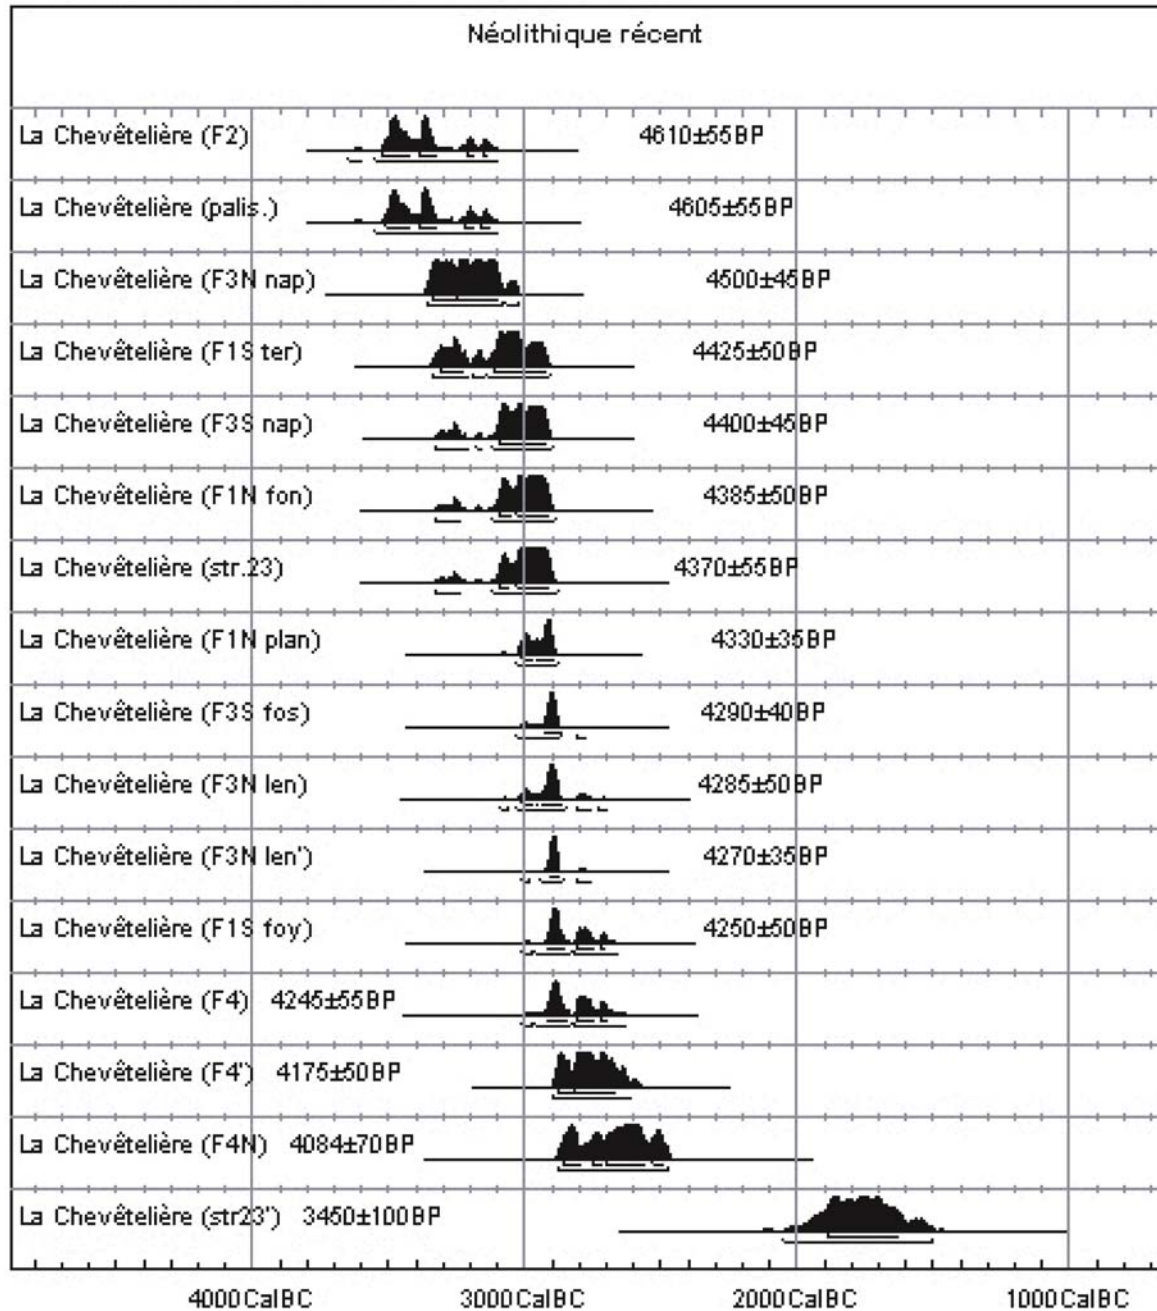 Néolithique récent
La Chevêtelière (F2) 4610±55BP
La Chevêtelière (palis.) 4605±55BP
La Chevêtelière (F3N nap) 4500±45BP
La Chevêtelière (F1S ter) 4425±50BP
La Chevêtelière (F3S nap) 4400±45BP
La Chevêtelière (F1N fon) 4385±50BP
La Chevêtelière (str.23) 4370±55BP
La Chevêtelière (F1N plan) 4330±35BP
La Chevêtelière (F3S fos) 4290±40BP
La Chevêtelière (F3N len) 4285±50BP
La Chevêtelière (F3N len') 4270±35BP
La Chevêtelière (F1S foy) 4250±50BP
La Chevêtelière (F4) 4245±55BP
La Chevêtelière (F4') 4175±50BP
La Chevêtelière (F4N) 4084±70BP
La Chevêtelière (str23') 3450±100BP
4000CalBC 3000CalBC 2000CalBC 1000CalBC